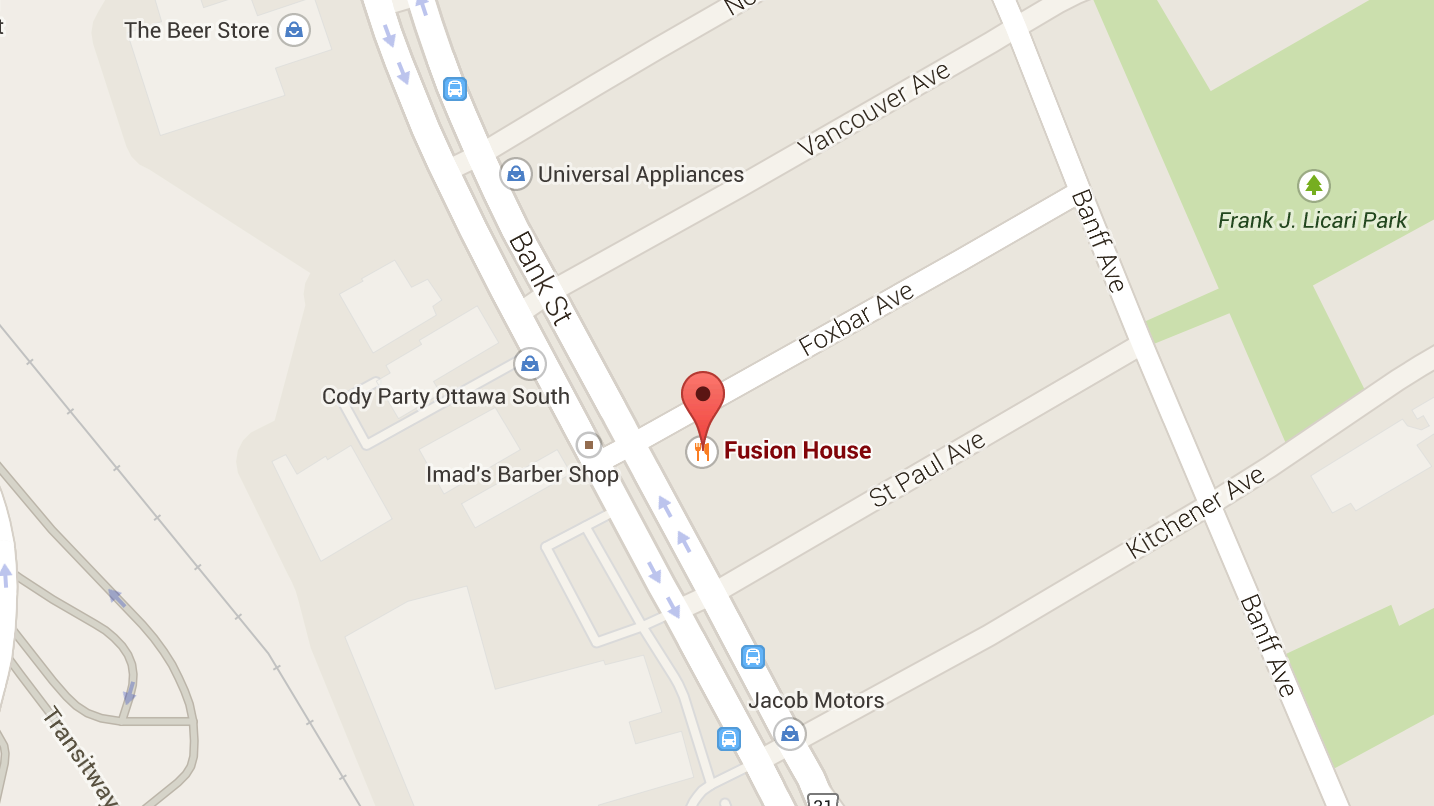 The Beer Store
Vancouver Ave
Universal Appliances
Banff Ave
Frank J. Licari Park
Bank St
Foxbar Ave
Cody Party Ottawa South
Fusion House
Imad's Barber Shop
St Paul Ave
Kitchener Ave
Banff Ave
Jacob Motors
Transitway
31